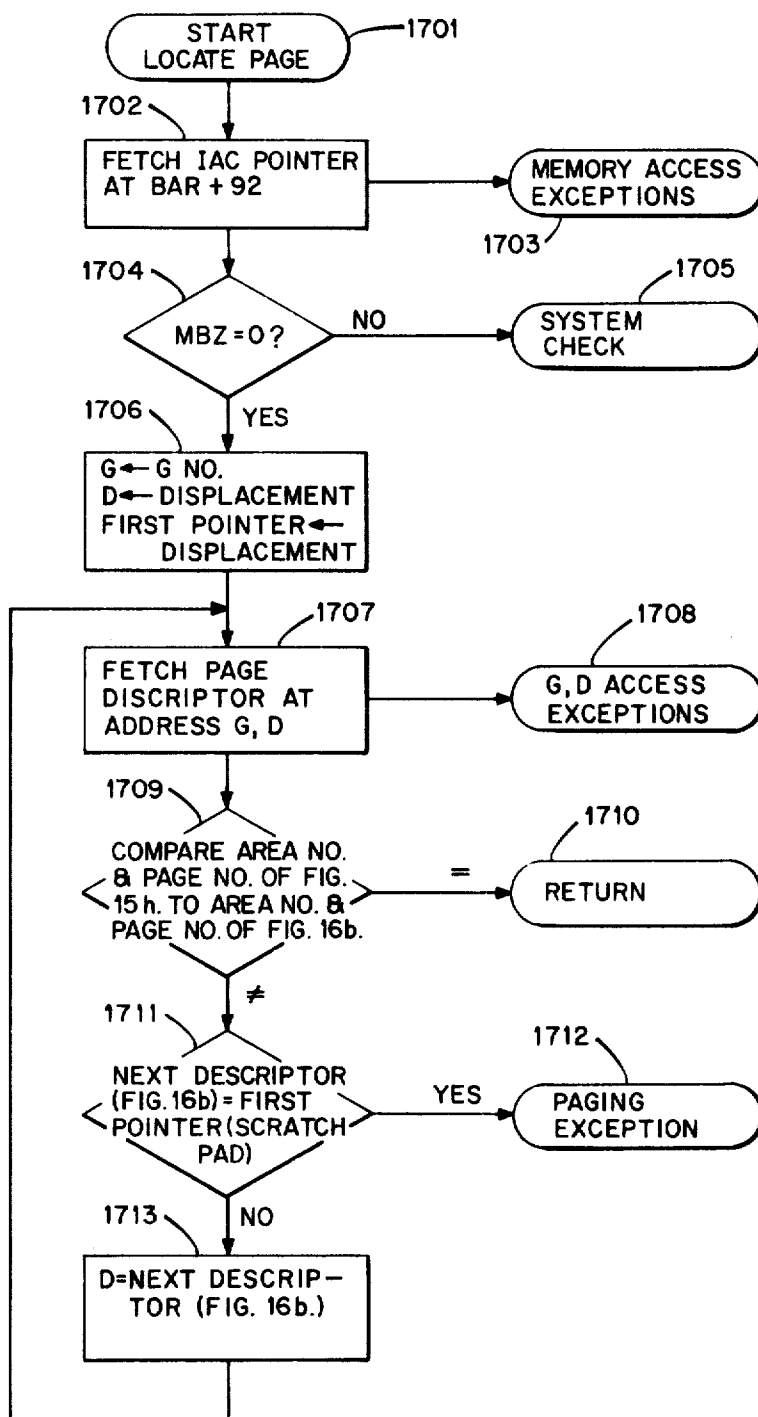 START
LOCATE PAGE
1701
1702
FETCH IAC POINTER
AT BAR + 92
MEMORY ACCESS
EXCEPTIONS
1703
1704
MBZ = 0 ?
NO
1705
SYSTEM
CHECK
YES
1706
G ← G NO.
D ← DISPLACEMENT
FIRST POINTER ←
DISPLACEMENT
1707
FETCH PAGE
DISCRIPTOR AT
ADDRESS G, D
1708
G, D ACCESS
EXCEPTIONS
1709
COMPARE AREA NO.
& PAGE NO. OF FIG.
15h. TO AREA NO. &
PAGE NO. OF FIG. 16b.
=
1710
RETURN
≠
1711
NEXT DESCRIPTOR
(FIG. 16b) = FIRST
POINTER (SCRATCH
PAD)
YES
1712
PAGING
EXCEPTION
NO
1713
D=NEXT DESCRIP-
TOR (FIG. 16b.)